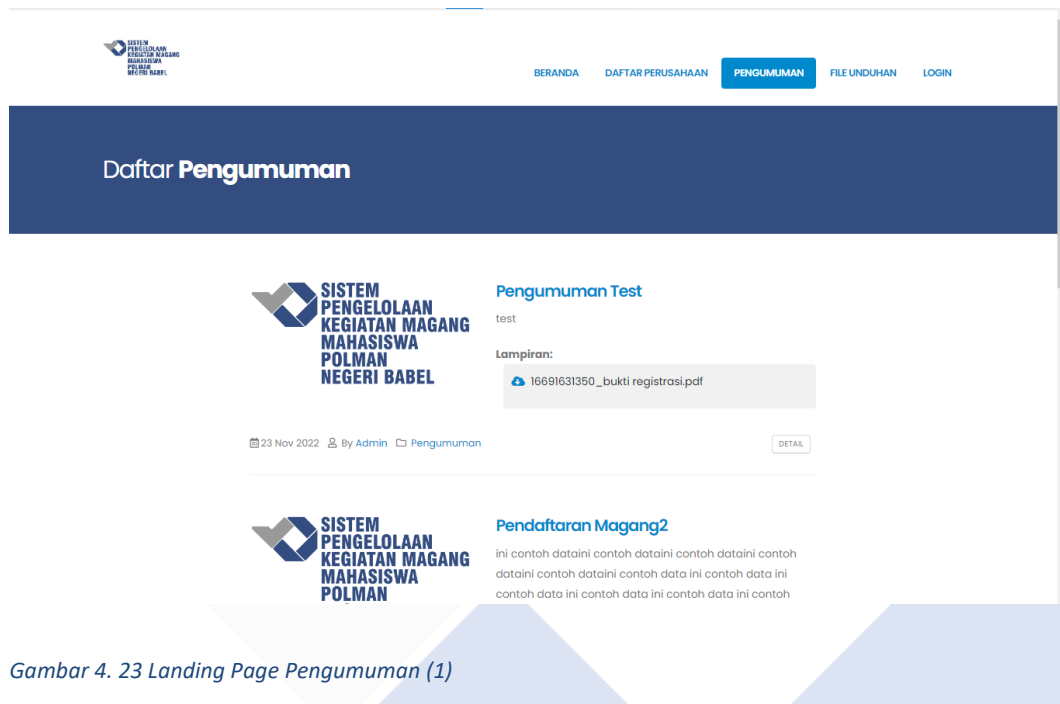 SISTEM
PENGELOLAAN
KEGIATAN MAGANG
MAHASISWA
POLMAN
NEGERI BABEL
BERANDA DAFTAR PERUSAHAAN PENGUMUMAN FILE UNDUHAN LOGIN
Daftar Pengumuman
SISTEM
PENGELOLAAN
KEGIATAN MAGANG
MAHASISWA
POLMAN
NEGERI BABEL
Pengumuman Test
test
Lampiran:
16691631350_bukti registrasi.pdf
23 Nov 2022 By Admin Pengumuman DETAIL
SISTEM
PENGELOLAAN
KEGIATAN MAGANG
MAHASISWA
POLMAN
Pendaftaran Magang2
ini contoh dataini contoh dataini contoh dataini contoh
dataini contoh dataini contoh data ini contoh data ini
contoh data ini contoh data ini contoh data ini contoh
Gambar 4. 23 Landing Page Pengumuman (1)